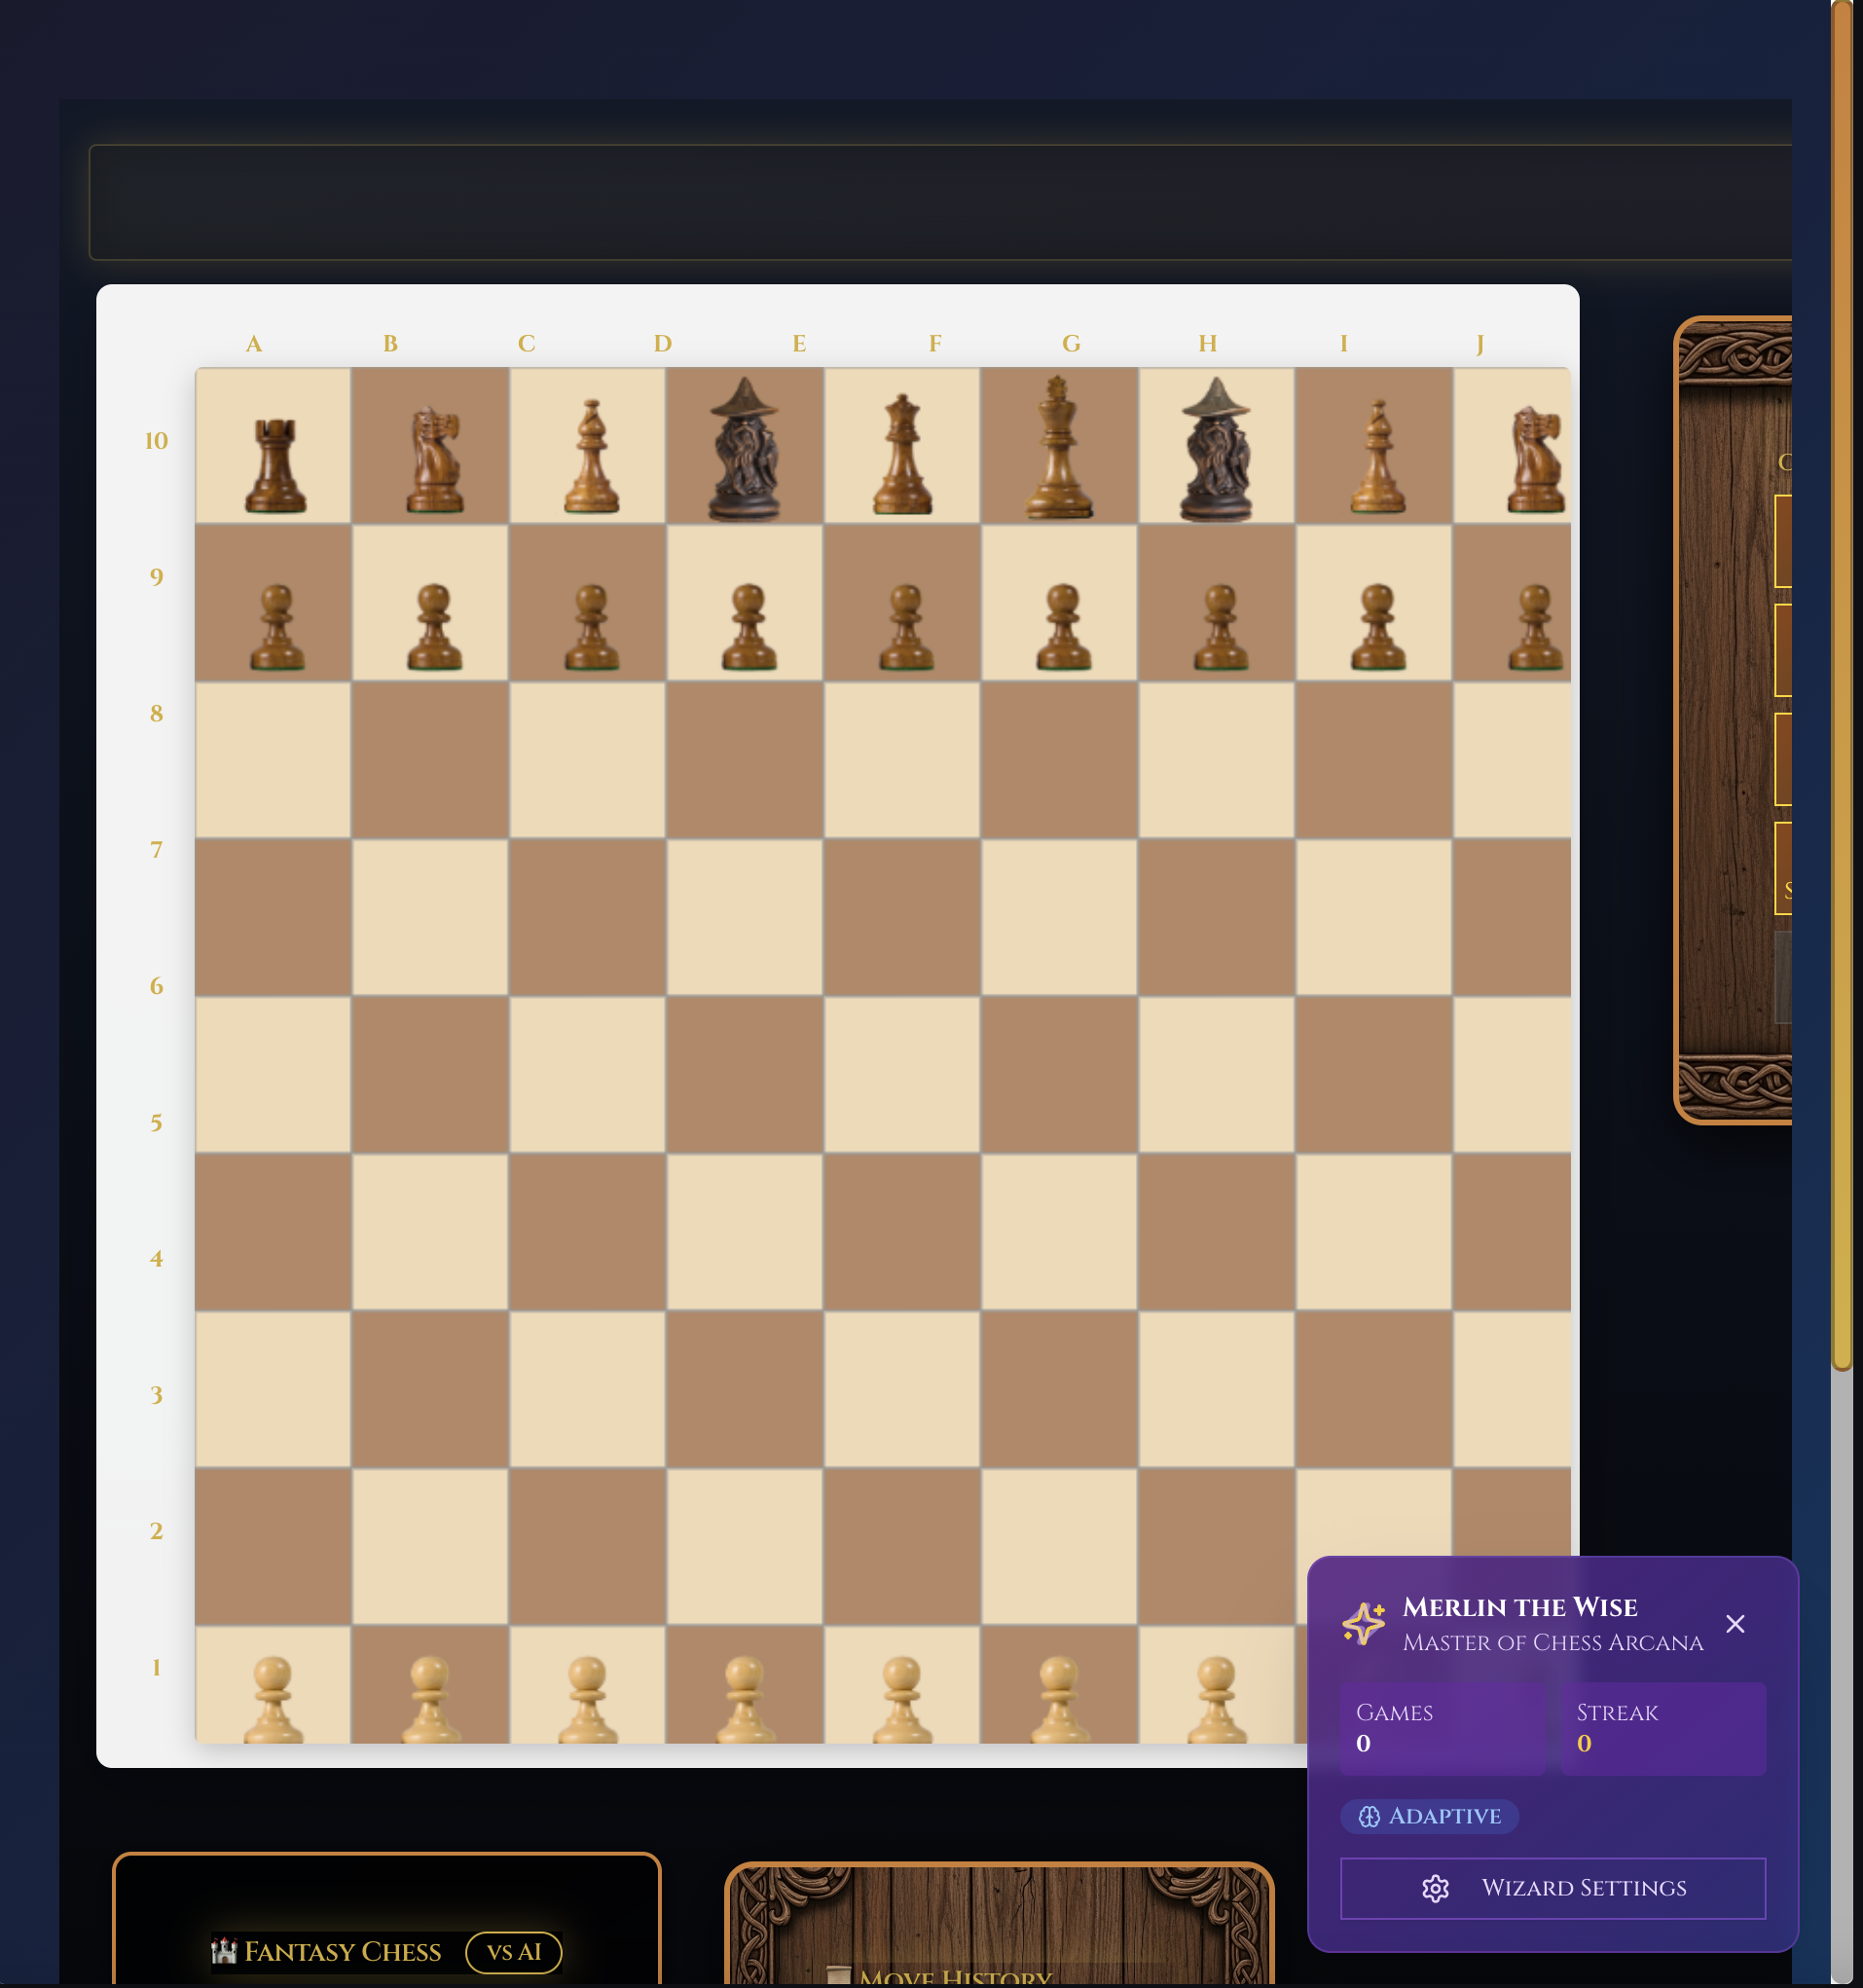 A B C D E F G H I J
10
9
8
7
6
5
4
3
2
1
Merlin the Wise
Master of Chess Arcana
Games
0
Streak
0
Adaptive
Wizard Settings
Fantasy Chess
vs AI
Move History